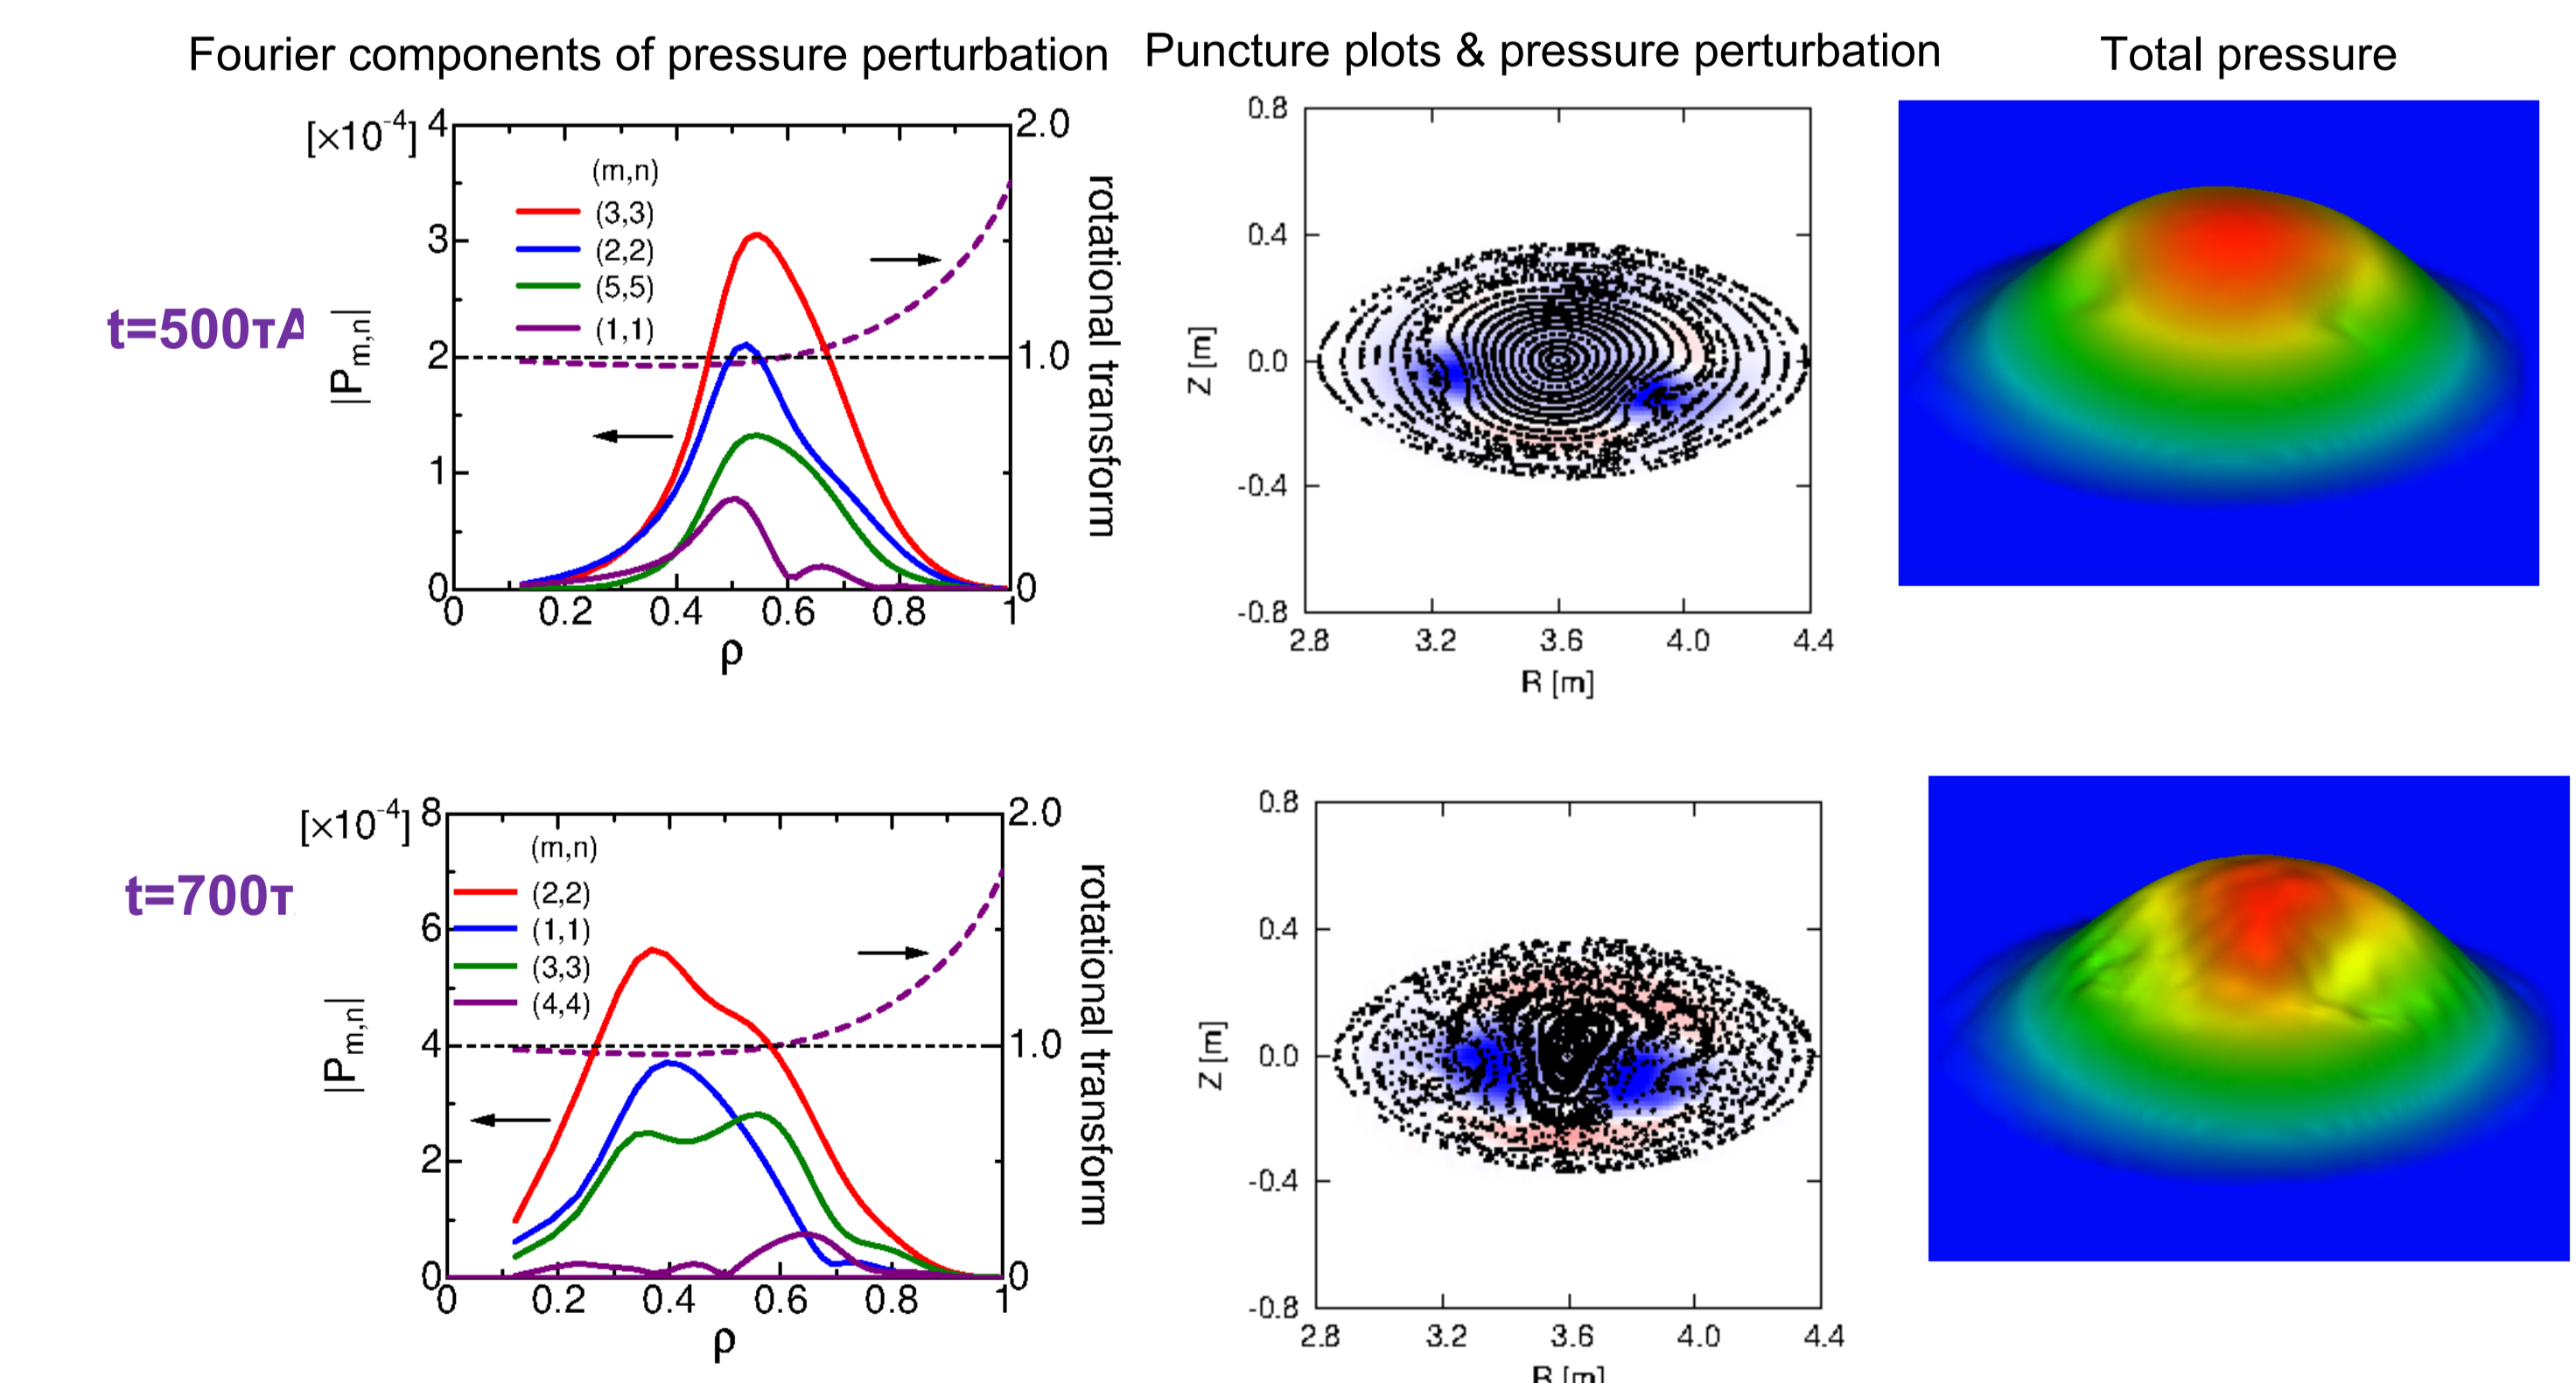 Fourier components of pressure perturbation
Puncture plots & pressure perturbation
Total pressure
t=500τA
[×10⁻⁴]
4
3
2
1
0
|Pₘ,ₙ|
(m,n)
(3,3)
(2,2)
(5,5)
(1,1)
2.0
1.0
0
rotational transform
0 0.2 0.4 0.6 0.8 1
ρ
0.8
0.4
0.0
-0.4
-0.8
Z [m]
2.8 3.2 3.6 4.0 4.4
R [m]
t=700τ
[×10⁻⁴]
8
6
4
2
0
|Pₘ,ₙ|
(m,n)
(2,2)
(1,1)
(3,3)
(4,4)
2.0
1.0
0
rotational transform
0 0.2 0.4 0.6 0.8 1
ρ
0.8
0.4
0.0
-0.4
-0.8
Z [m]
2.8 3.2 3.6 4.0 4.4
R [m]